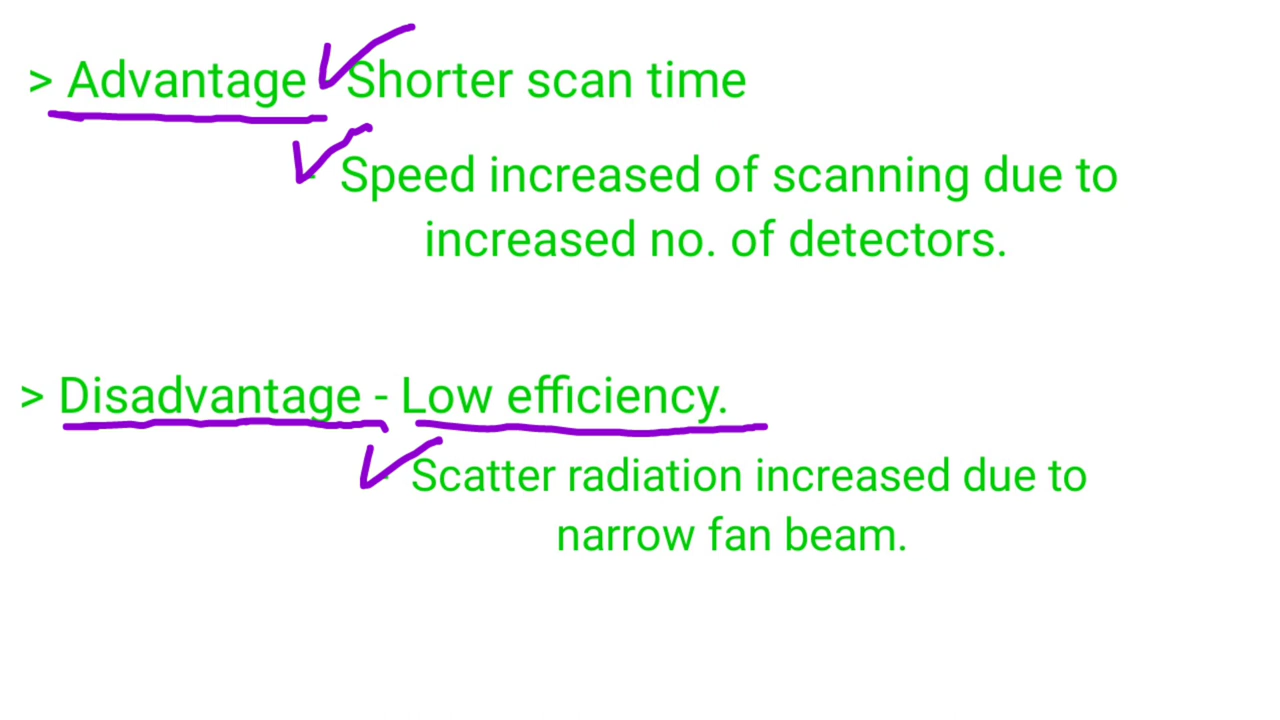 > Advantage Shorter scan time
- Speed increased of scanning due to
increased no. of detectors.
> Disadvantage - Low efficiency.
Scatter radiation increased due to
narrow fan beam.